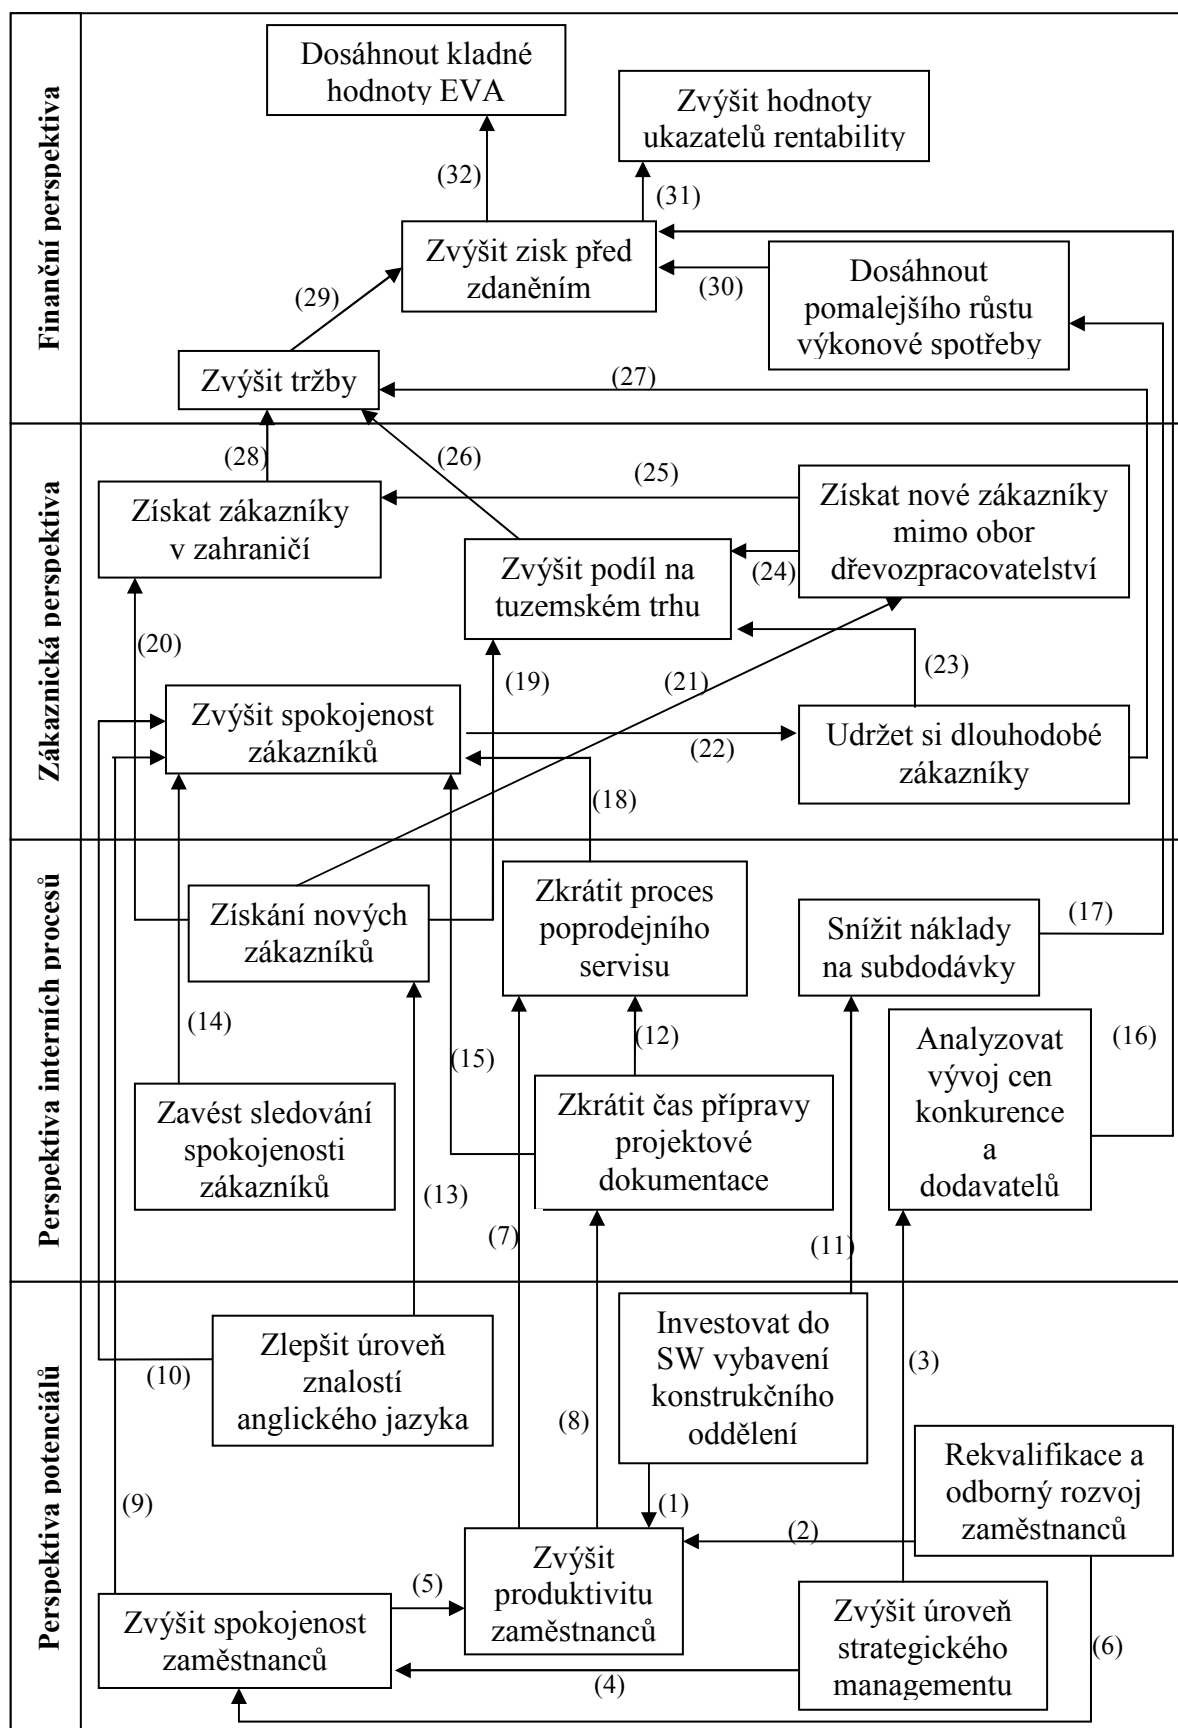 Finanční perspektiva
Dosáhnout kladné
hodnoty EVA
Zvýšit hodnoty
ukazatelů rentability
(32)
(31)
Zvýšit zisk před
zdaněním
(29)
(30)
Dosáhnout
pomalejšího růstu
výkonové spotřeby
Zvýšit tržby
(27)
Zákaznická perspektiva
(28)
(26)
(25)
Získat zákazníky
v zahraničí
Získat nové zákazníky
mimo obor
dřevozpracovatelství
Zvýšit podíl na
tuzemském trhu
(24)
(20)
(19)
(21)
(23)
Zvýšit spokojenost
zákazníků
(22)
Udržet si dlouhodobé
zákazníky
(18)
Perspektiva interních procesů
Získání nových
zákazníků
Zkrátit proces
poprodejního
servisu
Snížit náklady
na subdodávky
(17)
(14)
(15)
(12)
(16)
Analyzovat
vývoj cen
konkurence
a
dodavatelů
Zavést sledování
spokojenosti
zákazníků
Zkrátit čas přípravy
projektové
dokumentace
(13)
(7)
(11)
Perspektiva potenciálů
Zlepšit úroveň
znalostí
anglického jazyka
(10)
(8)
Investovat do
SW vybavení
konstrukčního
oddělení
(3)
Rekvalifikace a
odborný rozvoj
zaměstnanců
(9)
(1)
(2)
Zvýšit
produktivitu
zaměstnanců
(5)
Zvýšit spokojenost
zaměstnanců
Zvýšit úroveň
strategického
managementu
(4)
(6)